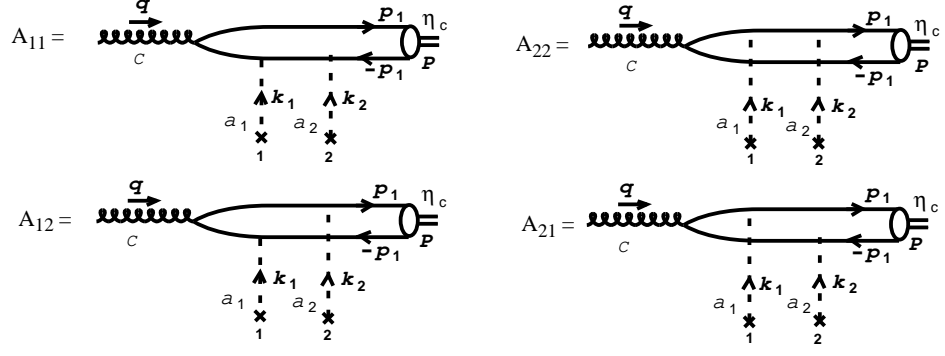 A11 = q c p1 -p1 ηc P
a1 k1 a2 k2
1 2
A22 = q c p1 -p1 ηc P
a1 k1 a2 k2
1 2
A12 = q c p1 -p1 ηc P
a1 k1 a2 k2
1 2
A21 = q c p1 -p1 ηc P
a1 k1 a2 k2
1 2